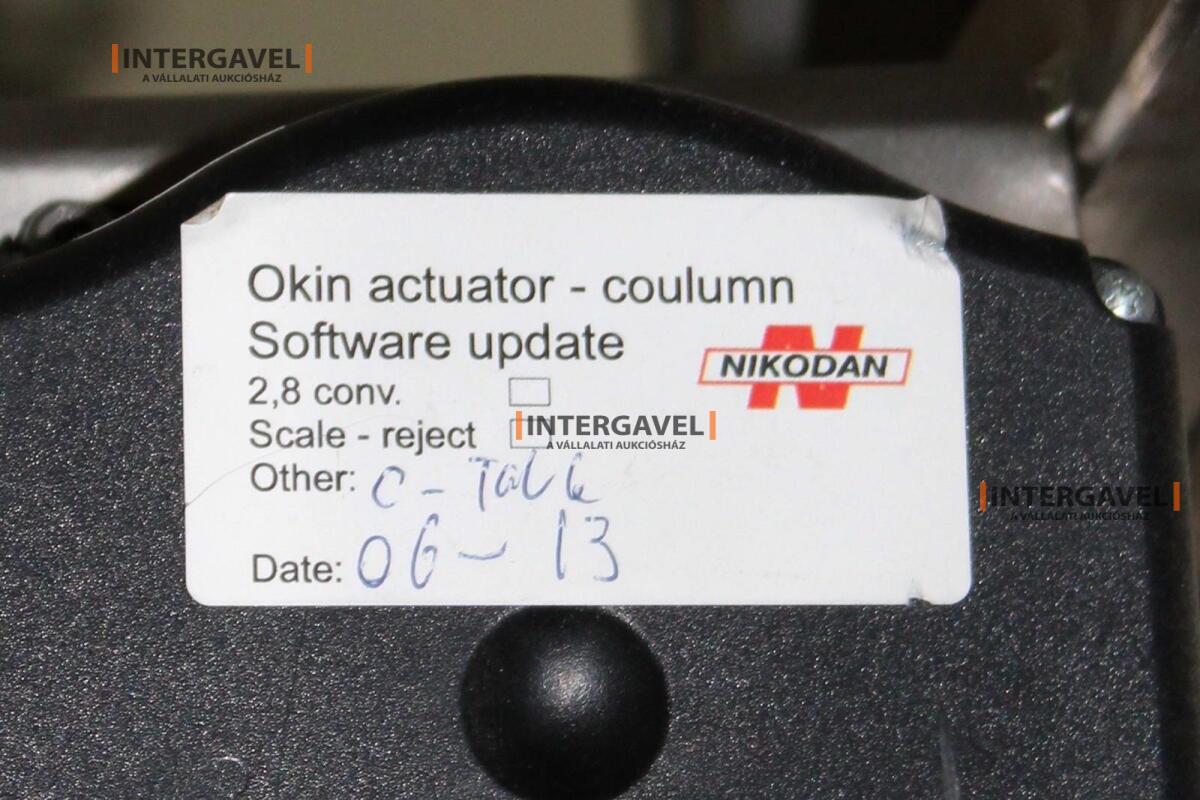 INTERGAVEL
A VÁLLALATI AUKCIÓSHÁZ
Okin actuator - coulumn
Software update
NIKODAN
2,8 conv.
Scale - reject
INTERGAVEL
A VÁLLALATI AUKCIÓSHÁZ
Other: C-
INTERGAVEL
A VÁLLALATI AUKCIÓSHÁZ
Date: 06-13